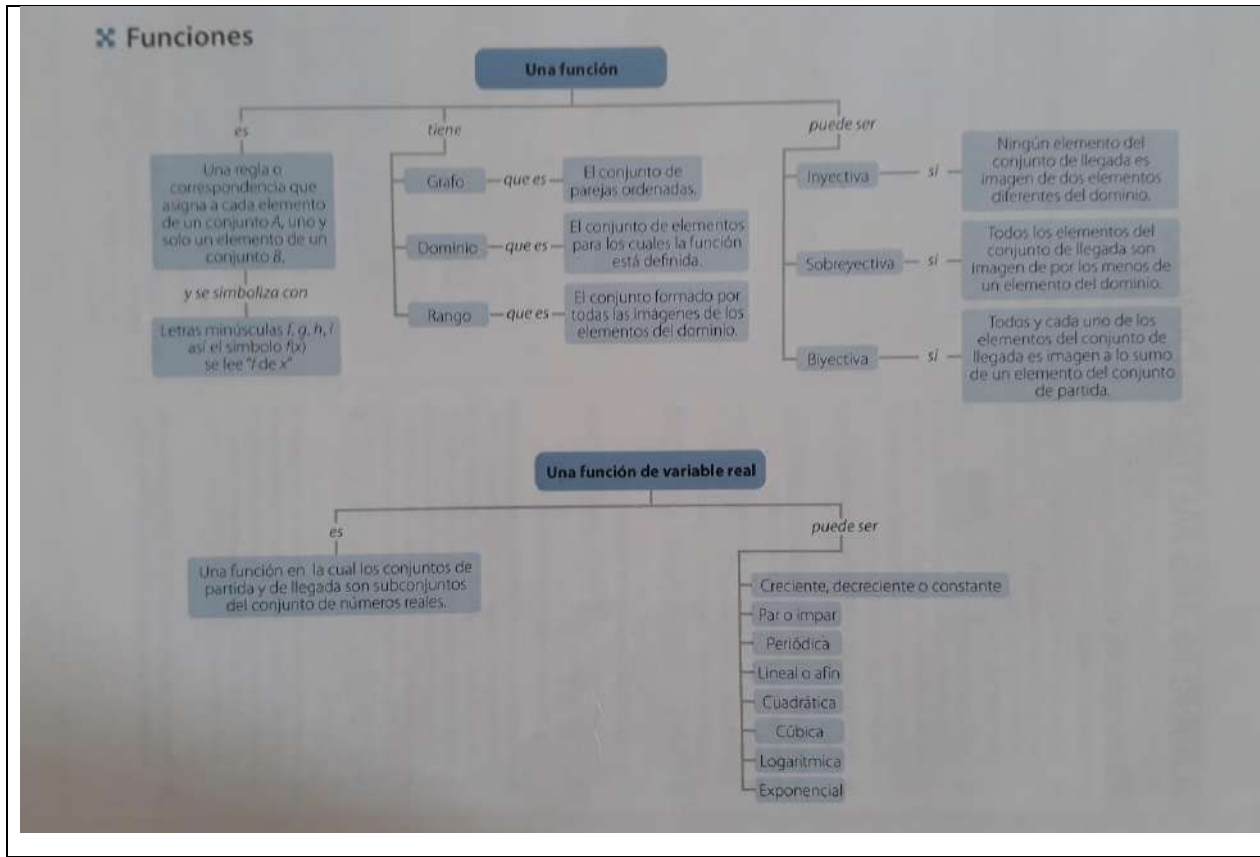 Funciones
Una función
es
tiene
puede ser
Una regla o
correspondencia que
asigna a cada elemento
de un conjunto A, uno y
solo un elemento de un
conjunto B.
y se simboliza con
Letras minúsculas f, g, h, i
así el símbolo f(x)
se lee "f de x"
Grafo
que es
El conjunto de
parejas ordenadas.
Dominio
que es
El conjunto de elementos
para los cuales la función
está definida.
Rango
que es
El conjunto formado por
todas las imágenes de los
elementos del dominio.
Inyectiva
si
Ningún elemento del
conjunto de llegada es
imagen de dos elementos
diferentes del dominio.
Sobreyectiva
si
Todos los elementos del
conjunto de llegada son
imagen de por los menos de
un elemento del dominio.
Biyectiva
si
Todos y cada uno de los
elementos del conjunto de
llegada es imagen a lo sumo
de un elemento del conjunto
de partida.
Una función de variable real
es
puede ser
Una función en la cual los conjuntos de
partida y de llegada son subconjuntos
del conjunto de números reales.
Creciente, decreciente o constante
Par o impar
Periódica
Lineal o afín
Cuadrática
Cúbica
Logarítmica
Exponencial